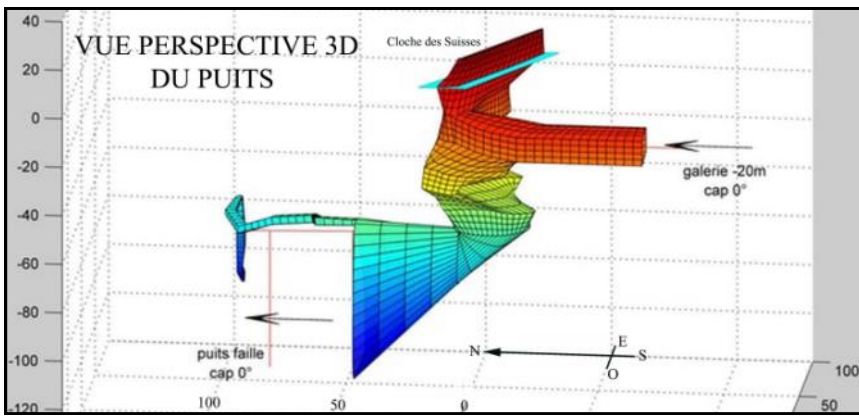 VUE PERSPECTIVE 3D
DU PUITS
Cloche des Suisses
40
20
0
-20
-40
-60
-80
-100
-120
galerie -20m
cap 0°
puits faille
cap 0°
N
E
S
O
100
50
0
100
50